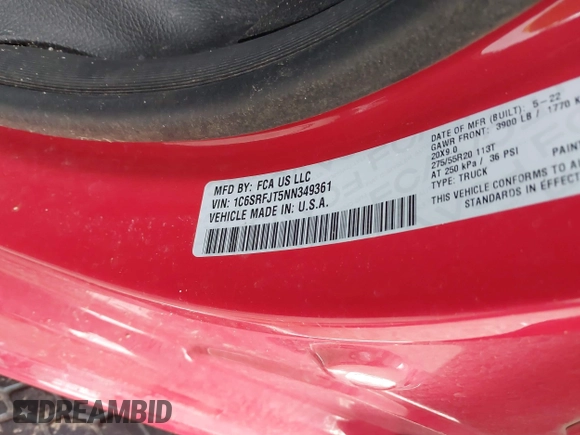 MFD BY: FCA US LLC
VIN: 1C6SRFJT5NN349361
VEHICLE MADE IN: U.S.A.
DATE OF MFR (BUILT): 5-22
GAWR FRONT: 3900 LB / 1770 K
20X9.0
275/55R20 113T
AT 250 kPa / 36 PSI
TYPE: TRUCK
PAIN
THIS VEHICLE CONFORMS TO A
STANDARDS IN EFFECT
DREAMBID